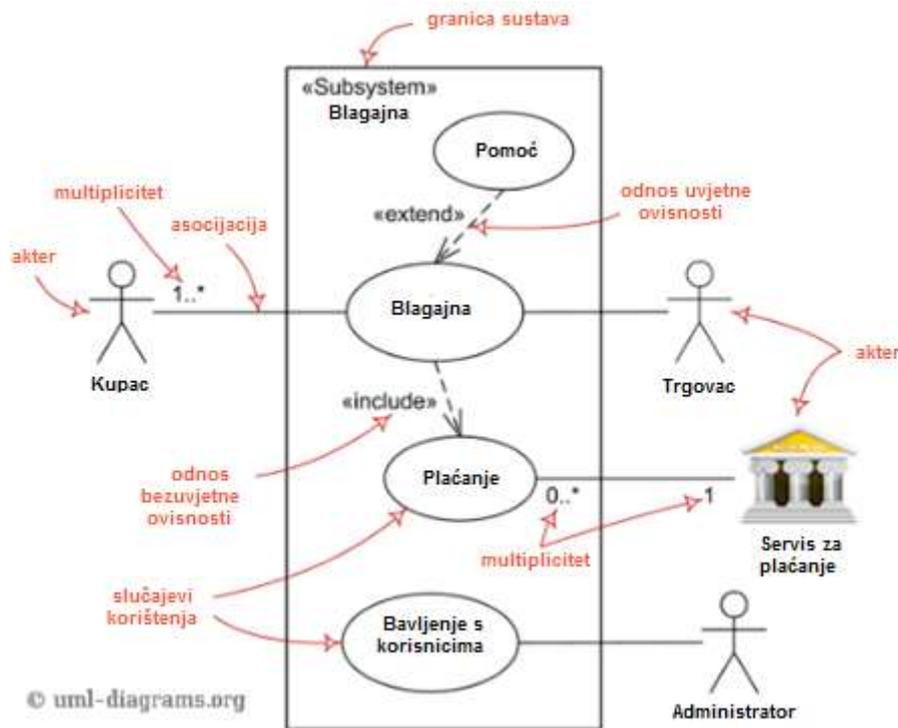 granica sustava
«Subsystem»
Blagajna
Pomoć
multiplicitet
odnos uvjetne
ovisnosti
«extend»
asocijacija
akter
1..*
Blagajna
akter
Kupac
Trgovac
«include»
odnos
bezuvjetne
ovisnosti
Plaćanje
0..*
1
multiplicitet
Servis za
plaćanje
slučajevi
korištenja
Bavljenje s
korisnicima
© uml-diagrams.org
Administrator